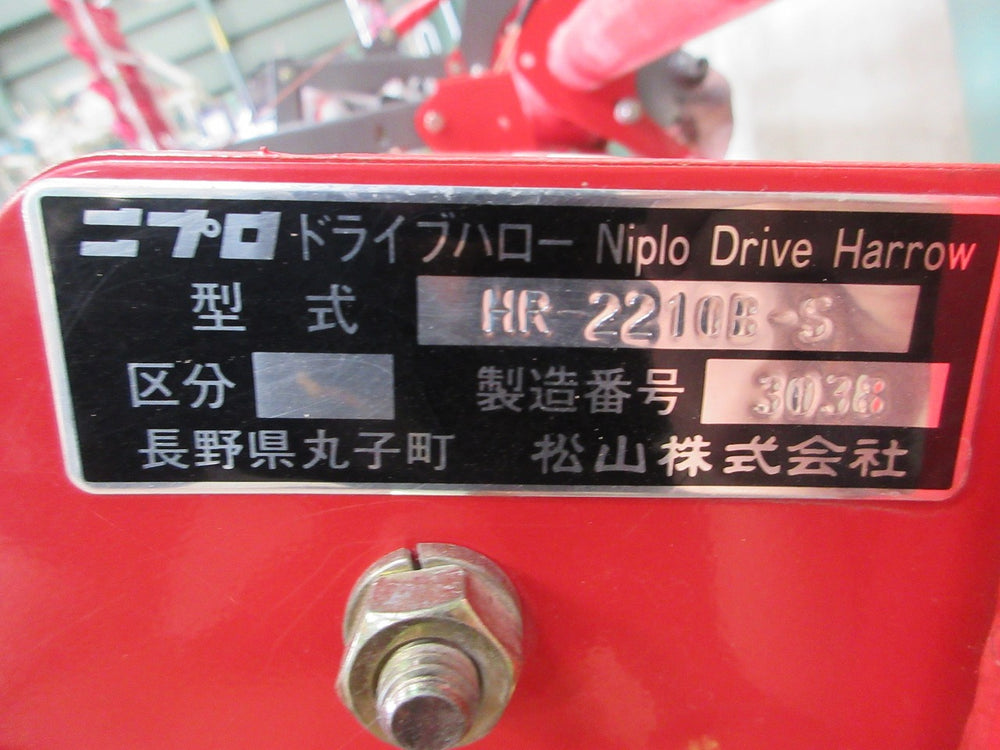 ニプロ ドライブハロー Niplo Drive Harrow
型式 HR-2210B-S
区分 製造番号 3038
長野県丸子町 松山株式会社